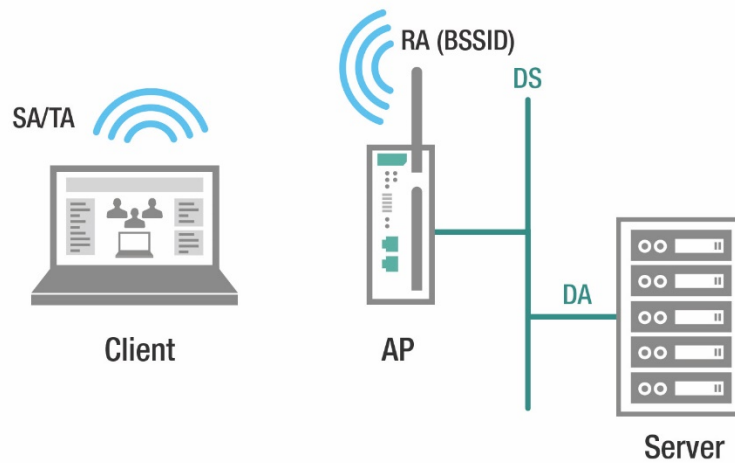 SA/TA
RA (BSSID)
DS
DA
Client
AP
Server